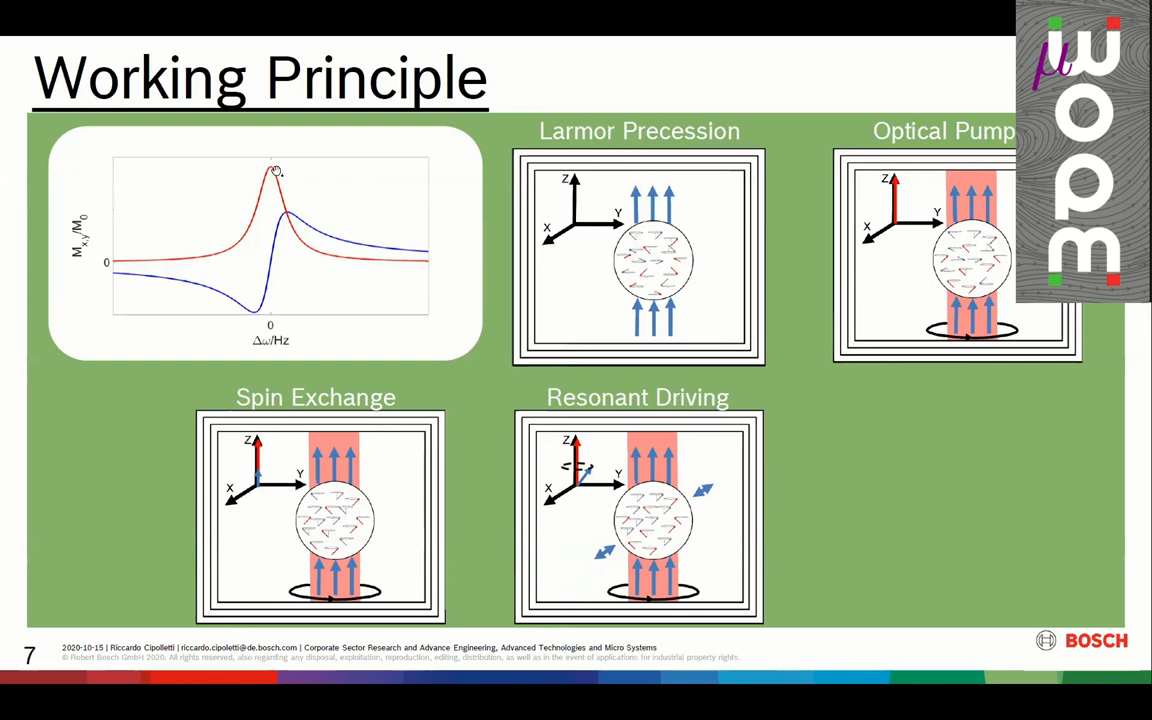 Working Principle
Larmor Precession
Optical Pump
M x,y/M 0
0
0
Δω/Hz
Z
X
Y
Z
X
Y
μ
wopm
Spin Exchange
Resonant Driving
Z
X
Y
Z
X
Y
7
2020-10-15 | Riccardo Cipolletti | riccardo.cipoletti@de.bosch.com | Corporate Sector Research and Advance Engineering, Advanced Technologies and Micro Systems
© Robert Bosch GmbH 2020. All rights reserved, also regarding any disposal, exploitation, reproduction, editing, distribution, as well as in the event of applications for industrial property rights.
BOSCH